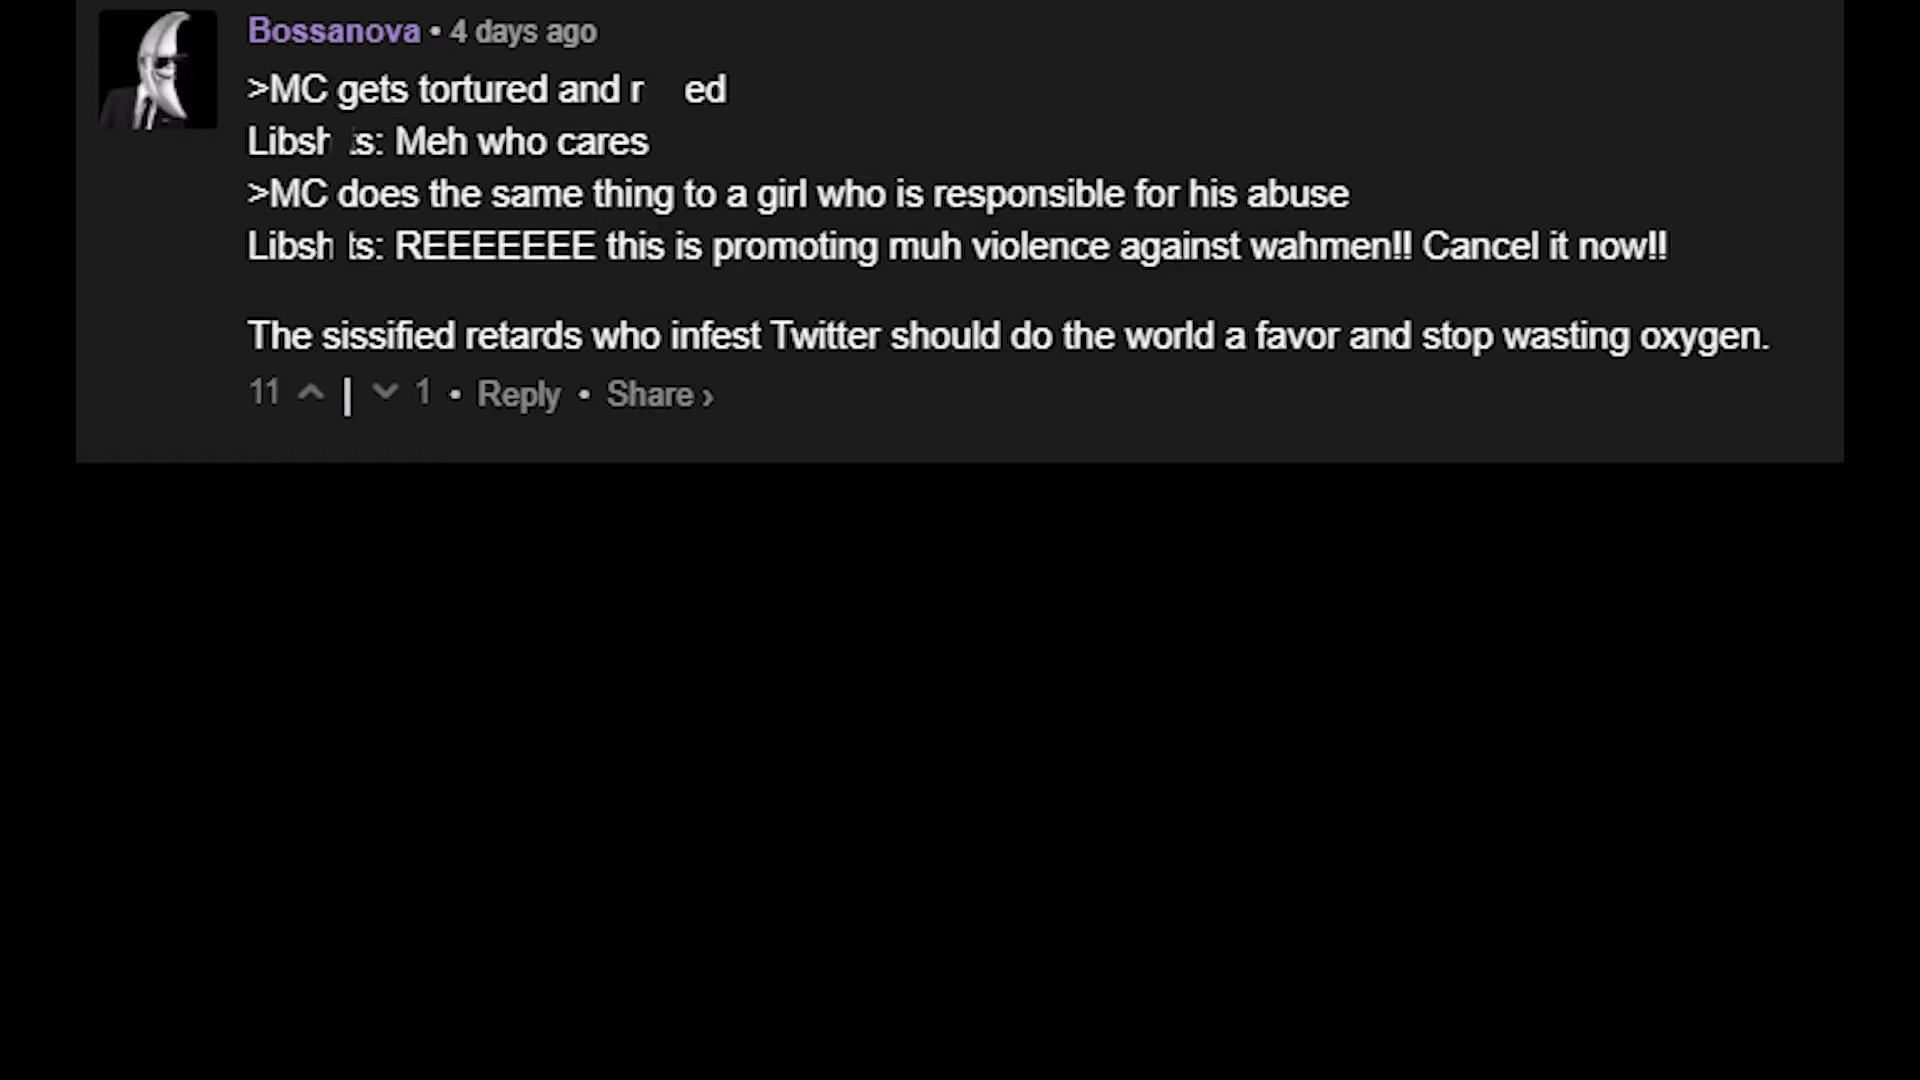 Bossanova • 4 days ago
>MC gets tortured and r ed
Libsh ts: Meh who cares
>MC does the same thing to a girl who is responsible for his abuse
Libsh ts: REEEEEEE this is promoting muh violence against wahmen!! Cancel it now!!
The sissified retards who infest Twitter should do the world a favor and stop wasting oxygen.
11 | 1 • Reply • Share ›